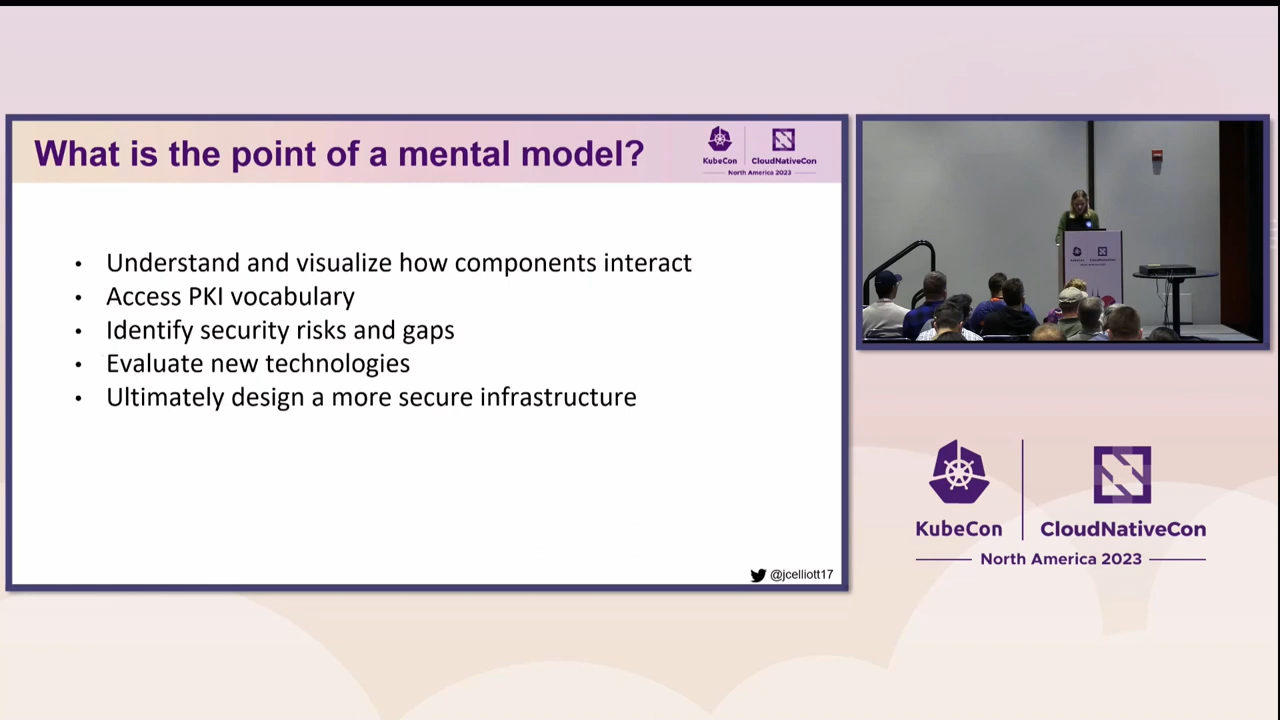 What is the point of a mental model?
KubeCon
CloudNativeCon
North America 2023
• Understand and visualize how components interact
• Access PKI vocabulary
• Identify security risks and gaps
• Evaluate new technologies
• Ultimately design a more secure infrastructure
@jcelliott17
KubeCon
CloudNativeCon
North America 2023